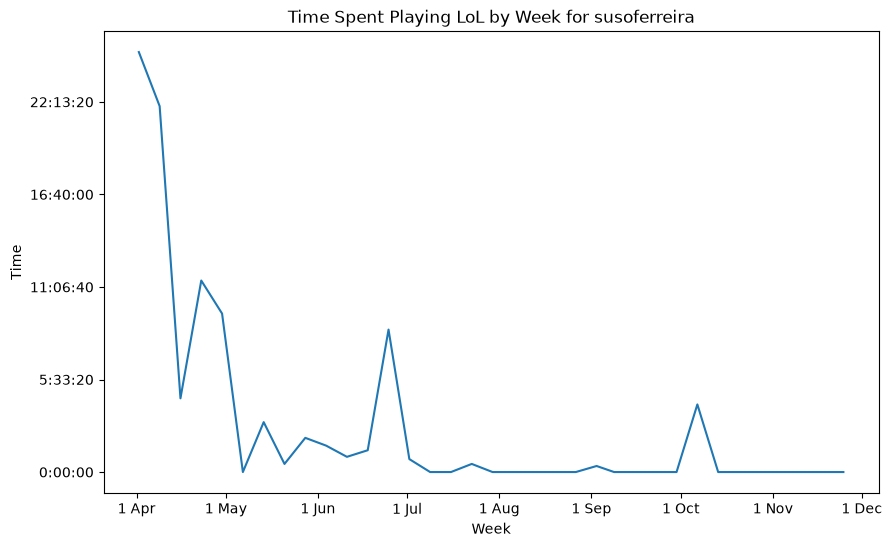 Time Spent Playing LoL by Week for susoferreira
22:13:20
16:40:00
11:06:40
5:33:20
0:00:00
Time
1 Apr 1 May 1 Jun 1 Jul 1 Aug 1 Sep 1 Oct 1 Nov 1 Dec
Week